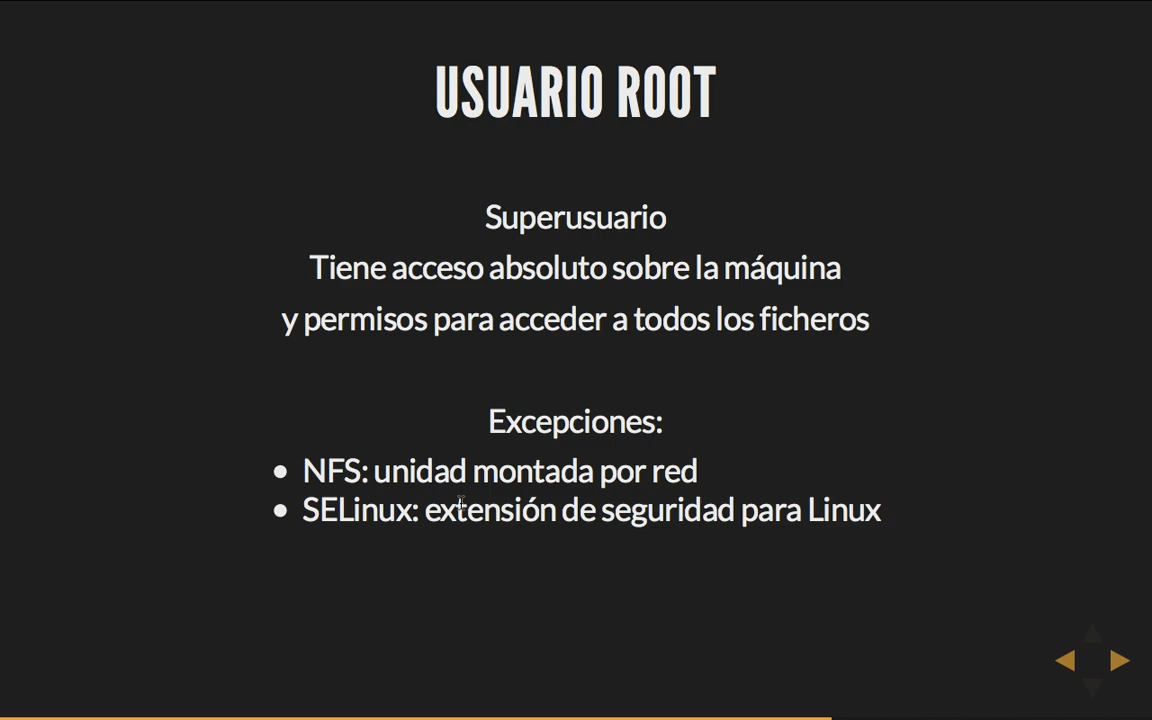 USUARIO ROOT
Superusuario
Tiene acceso absoluto sobre la máquina
y permisos para acceder a todos los ficheros
Excepciones:
• NFS: unidad montada por red
• SELinux: extensión de seguridad para Linux